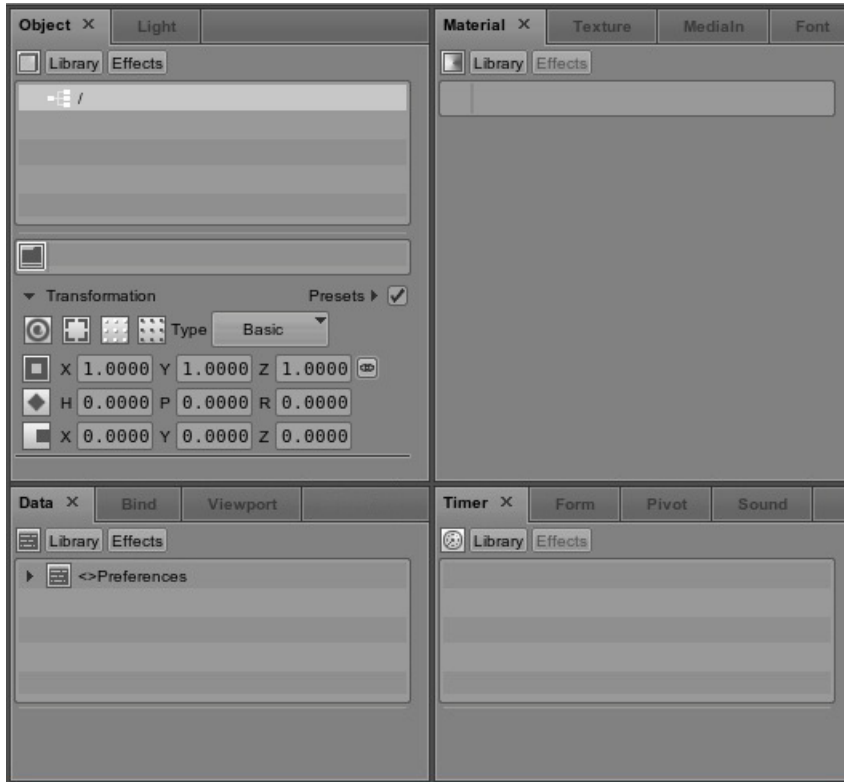 Object × Light
Library Effects
/
Transformation Presets
Type Basic
X 1.0000 Y 1.0000 Z 1.0000
H 0.0000 P 0.0000 R 0.0000
X 0.0000 Y 0.0000 Z 0.0000
Material × Texture MediaIn Font
Library Effects
Data × Bind Viewport
Library Effects
<>Preferences
Timer × Form Pivot Sound
Library Effects